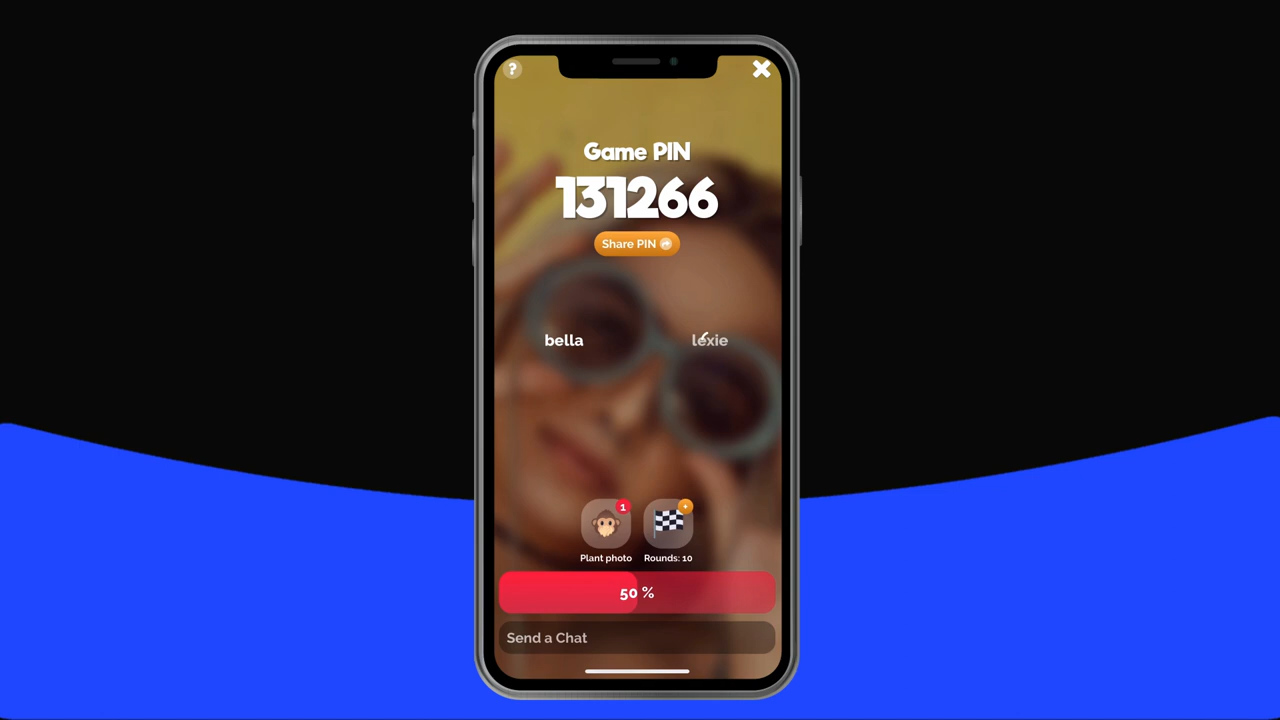 ?
Game PIN
131266
Share PIN
bella lexie
1 +
Plant photo Rounds: 10
50 %
Send a Chat